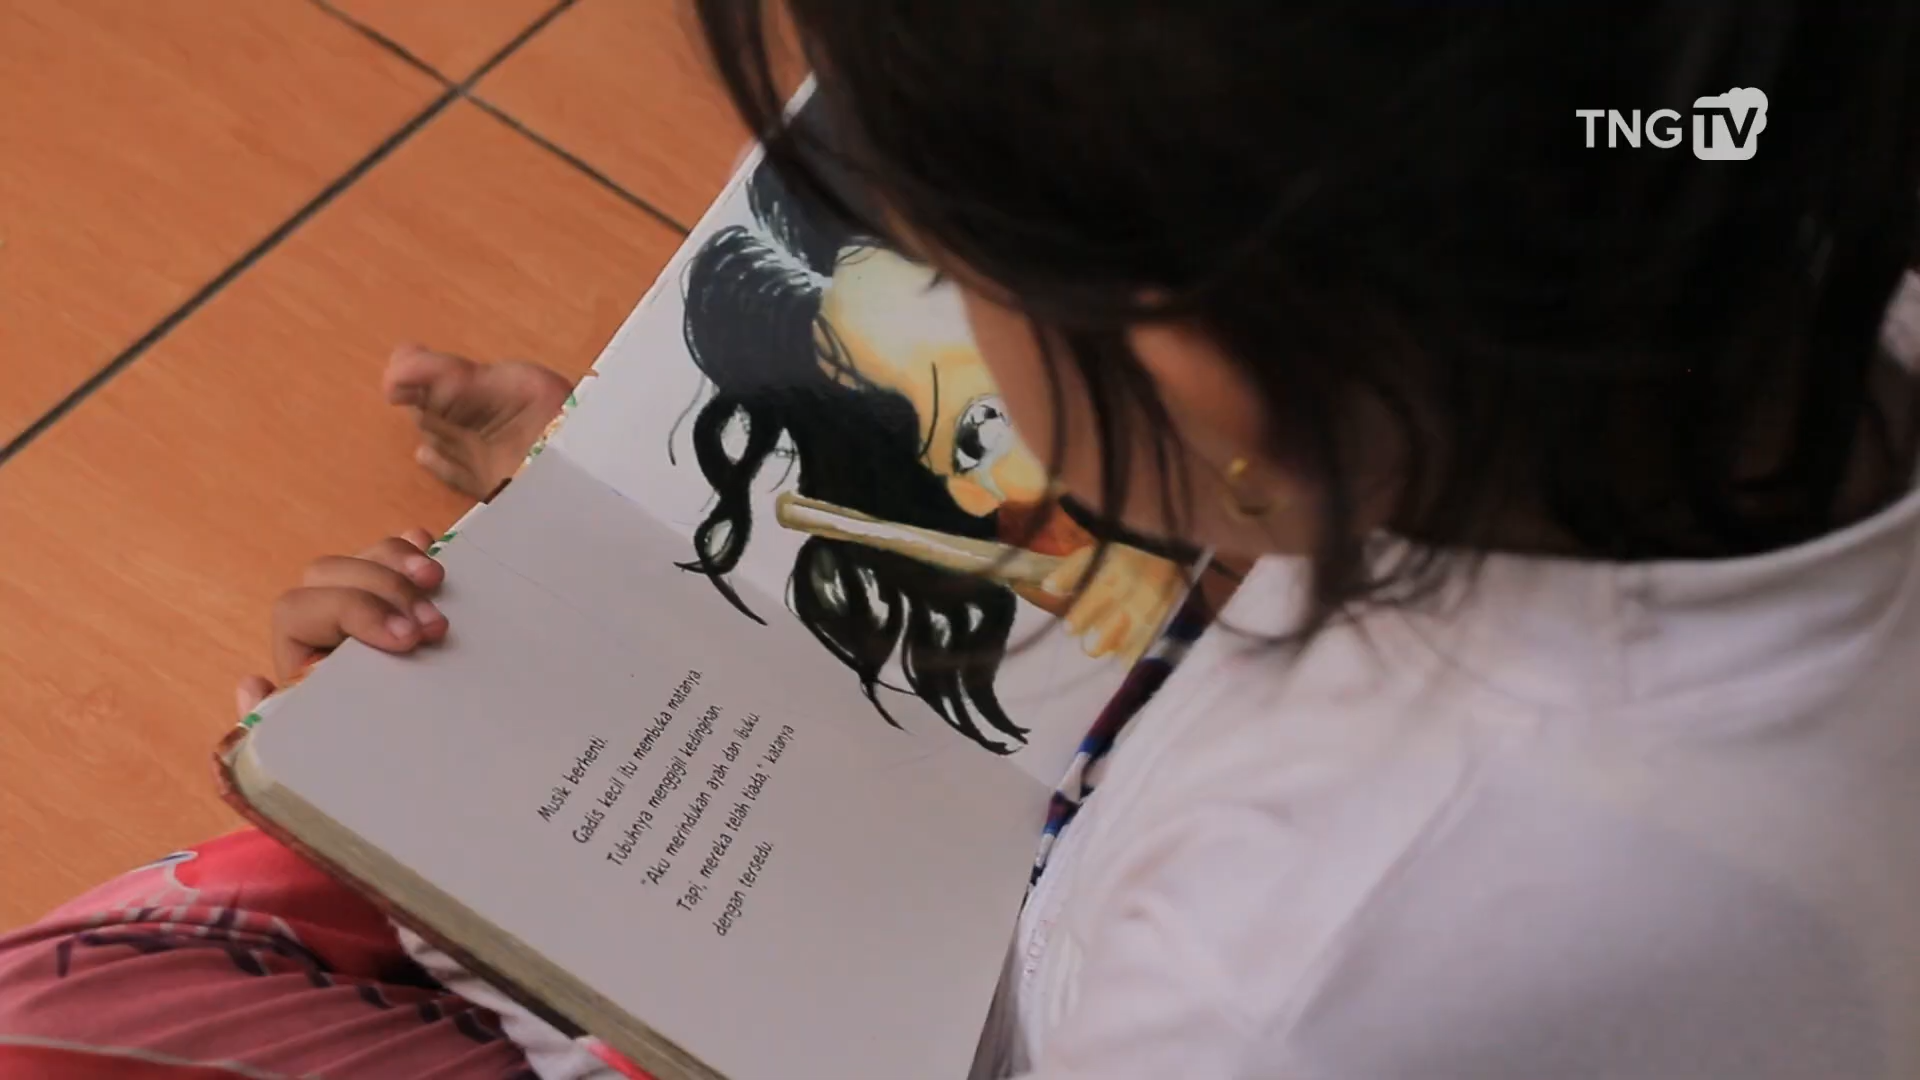 TNG TV
Musik berhenti.
Gadis kecil itu membuka matanya.
Tubuhnya menggigil kedinginan.
"Aku merindukan ayah dan ibuku.
Tapi, mereka telah tiada," katanya
dengan tersedu.